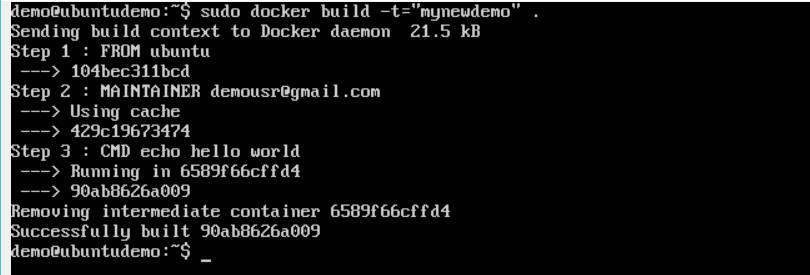 demo@ubuntudemo:~$ sudo docker build -t="mynewdemo" .
Sending build context to Docker daemon  21.5 kB
Step 1 : FROM ubuntu
 ---> 104bec311bcd
Step 2 : MAINTAINER demousr@gmail.com
 ---> Using cache
 ---> 429c19673474
Step 3 : CMD echo hello world
 ---> Running in 6589f66cffd4
 ---> 90ab8626a009
Removing intermediate container 6589f66cffd4
Successfully built 90ab8626a009
demo@ubuntudemo:~$ _